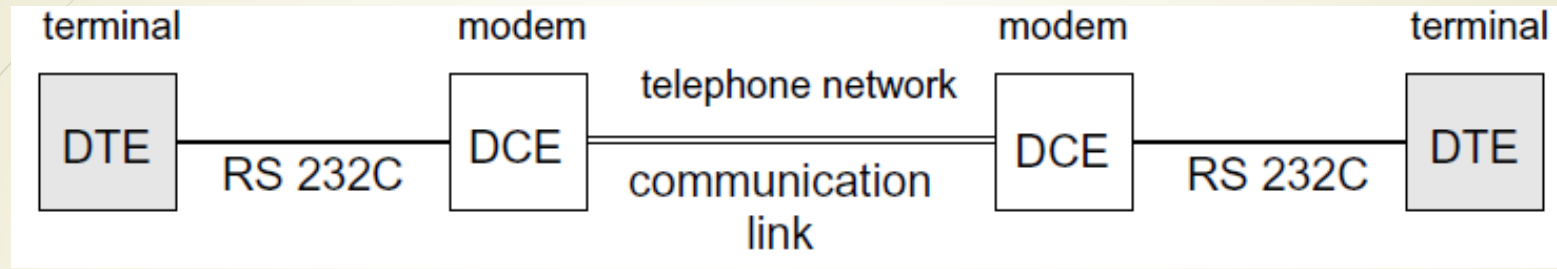 terminal modem modem terminal
telephone network
DTE DCE DCE DTE
RS 232C RS 232C
communication
link